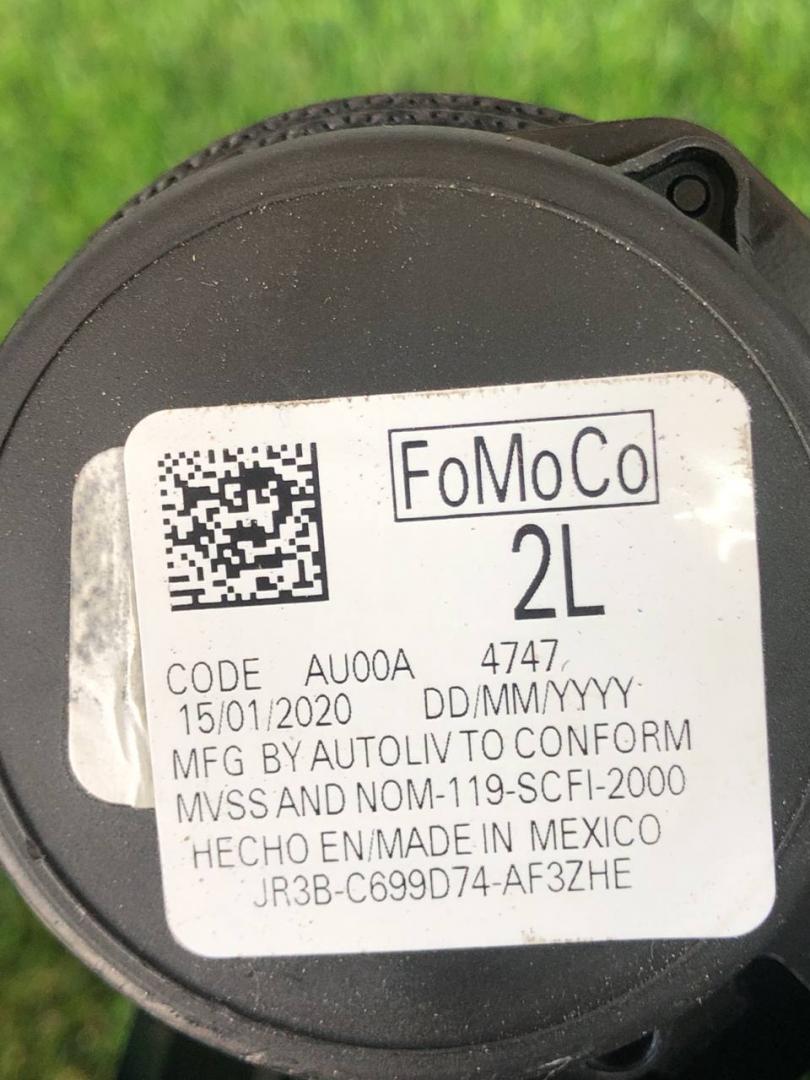 FoMoCo
2L
CODE AU00A 4747
15/01/2020 DD/MM/YYYY
MFG BY AUTOLIV TO CONFORM
MVSS AND NOM-119-SCFI-2000
HECHO EN/MADE IN MEXICO
JR3B-C699D74-AF3ZHE